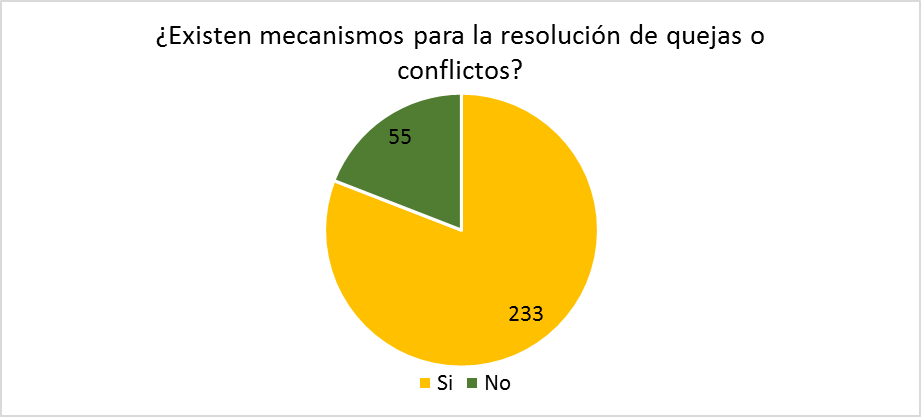 ¿Existen mecanismos para la resolución de quejas o
conflictos?
55
233
Si No